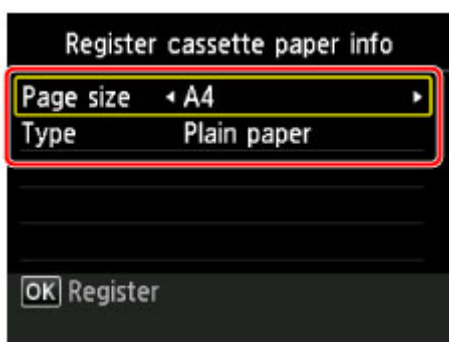 Register cassette paper info
Page size A4
Type Plain paper
OK Register